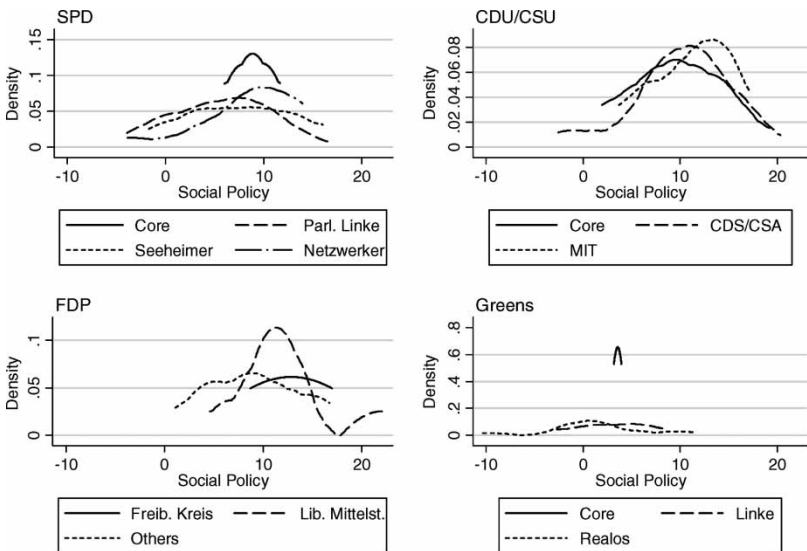 SPD
Density
0 .05 .1 .15
-10 0 10 20
Social Policy
Core Parl. Linke
Seeheimer Netzwerker
CDU/CSU
Density
0 .02 .04 .06 .08
-10 0 10 20
Social Policy
Core CDS/CSA
MIT
FDP
Density
0 .05 .1
-10 0 10 20
Social Policy
Freib. Kreis Lib. Mittelst.
Others
Greens
Density
0 .2 .4 .6 .8
-10 0 10 20
Social Policy
Core Linke
Realos